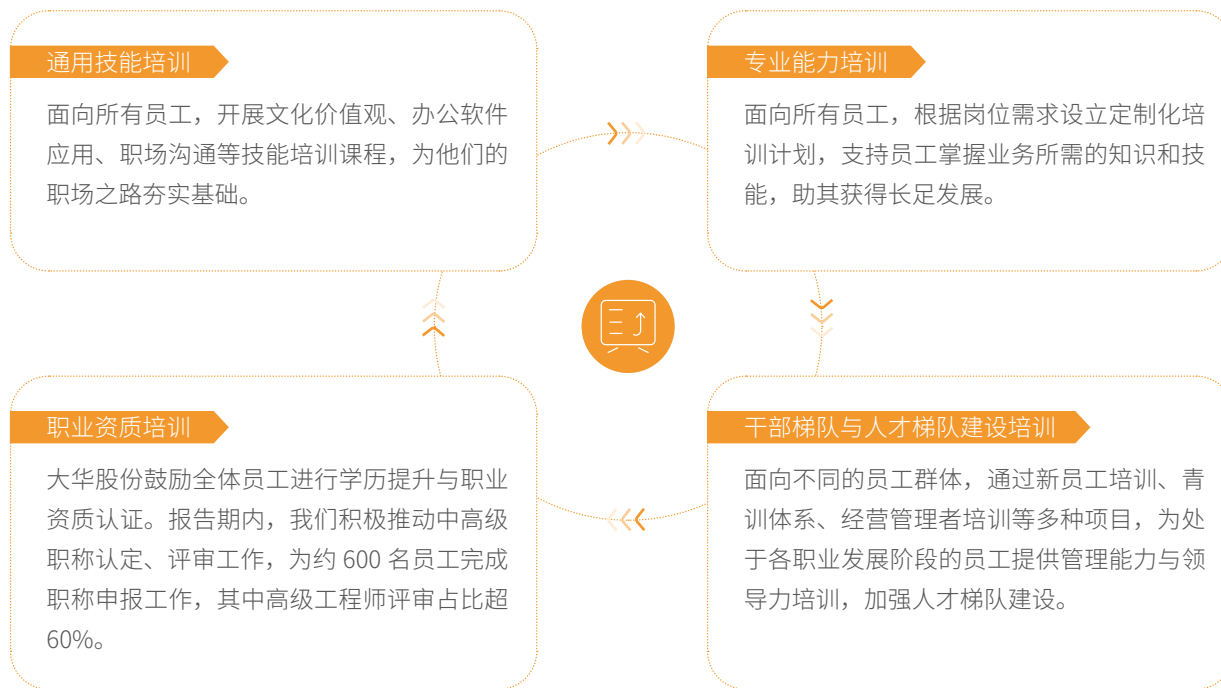 通用技能培训
面向所有员工，开展文化价值观、办公软件
应用、职场沟通等技能培训课程，为他们的
职场之路夯实基础。
专业能力培训
面向所有员工，根据岗位需求设立定制化培
训计划，支持员工掌握业务所需的知识和技
能，助其获得长足发展。
职业资质培训
大华股份鼓励全体员工进行学历提升与职业
资质认证。报告期内，我们积极推动中高级
职称认定、评审工作，为约 600 名员工完成
职称申报工作，其中高级工程师评审占比超
60%。
干部梯队与人才梯队建设培训
面向不同的员工群体，通过新员工培训、青
训体系、经营管理者培训等多种项目，为处
于各职业发展阶段的员工提供管理能力与领
导力培训，加强人才梯队建设。